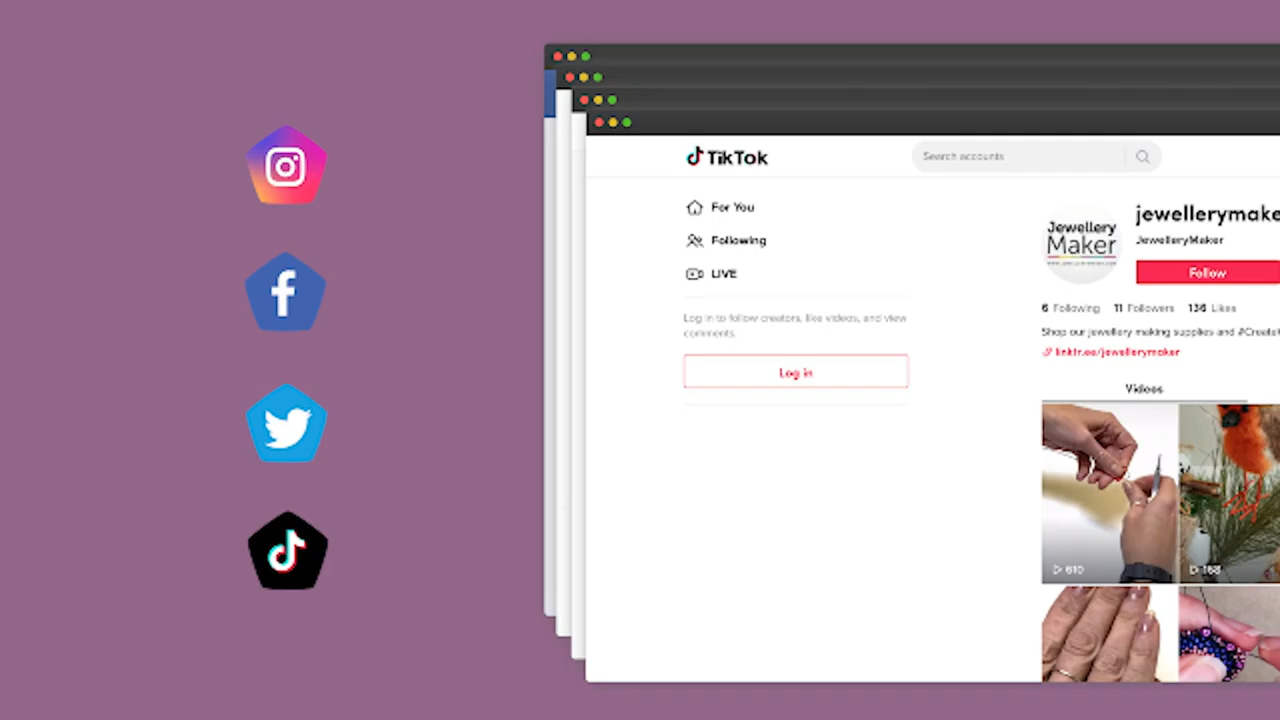 TikTok
Search accounts
For You
Following
LIVE
Log in to follow creators, like videos, and view
comments.
Log in
Jewellery
Maker
jewellerymake
JewelleryMaker
Follow
6 Following 11 Followers 136 Likes
Shop our jewellery making supplies and #Create
linktr.ee/jewellerymaker
Videos
610
168